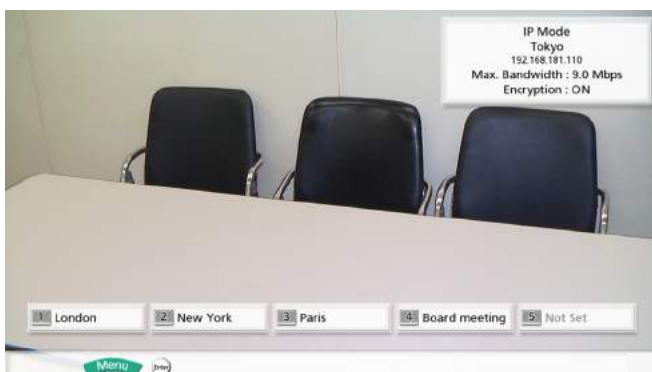 IP Mode
Tokyo
192.168.181.110
Max. Bandwidth : 9.0 Mbps
Encryption : ON
1 London
2 New York
3 Paris
4 Board meeting
5 Not Set
Menu Enter